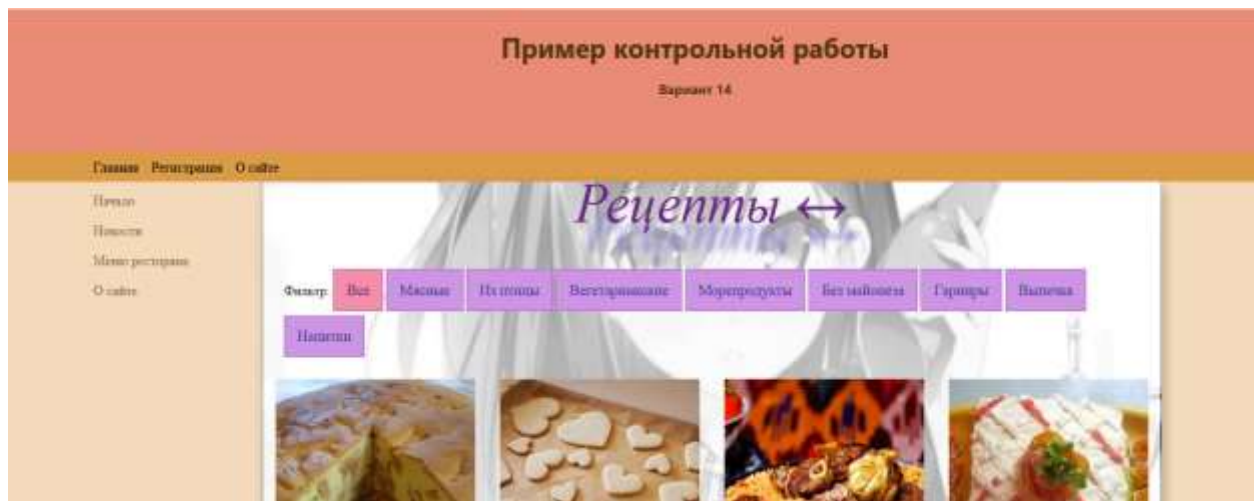 Пример контрольной работы
Вариант 14
Главная Регистрация О сайте
Начало
Новости
Меню ресторана
О сайте
Рецепты ↔
Фильтр: Все Мясные Из птицы Вегетарианские Морепродукты Без майонеза Гарниры Выпечка
Напитки